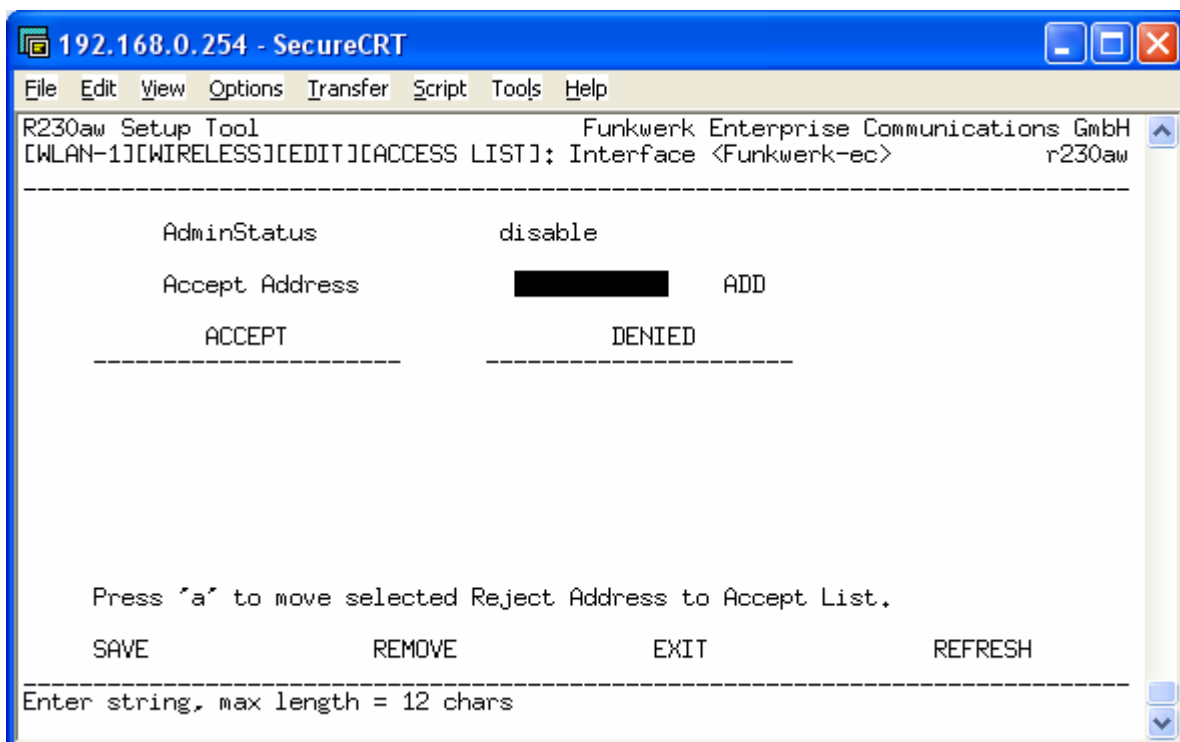 192.168.0.254 - SecureCRT
File Edit View Options Transfer Script Tools Help
R230aw Setup Tool Funkwerk Enterprise Communications GmbH
[WLAN-1][WIRELESS][EDIT][ACCESS LIST]: Interface <Funkwerk-ec> r230aw
AdminStatus disable
Accept Address ADD
ACCEPT DENIED
Press ´a´ to move selected Reject Address to Accept List.
SAVE REMOVE EXIT REFRESH
Enter string, max length = 12 chars